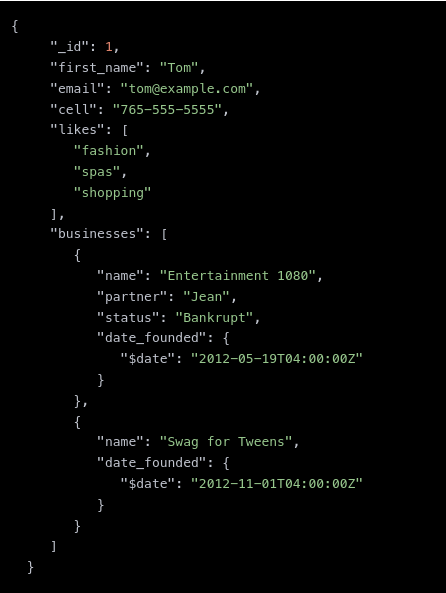 {
"_id": 1,
"first_name": "Tom",
"email": "tom@example.com",
"cell": "765-555-5555",
"likes": [
"fashion",
"spas",
"shopping"
],
"businesses": [
{
"name": "Entertainment 1080",
"partner": "Jean",
"status": "Bankrupt",
"date_founded": {
"$date": "2012-05-19T04:00:00Z"
}
},
{
"name": "Swag for Tweens",
"date_founded": {
"$date": "2012-11-01T04:00:00Z"
}
}
]
}